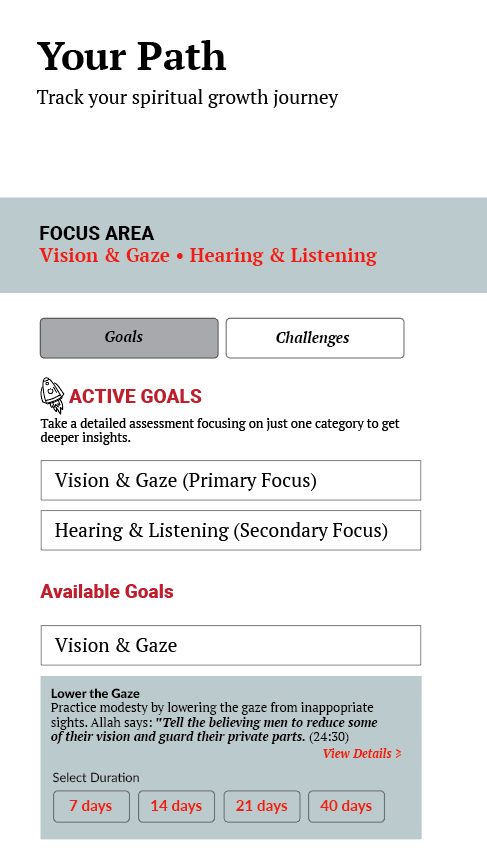 Your Path
Track your spiritual growth journey
FOCUS AREA
Vision & Gaze • Hearing & Listening
Goals
Challenges
ACTIVE GOALS
Take a detailed assessment focusing on just one category to get
deeper insights.
Vision & Gaze (Primary Focus)
Hearing & Listening (Secondary Focus)
Available Goals
Vision & Gaze
Lower the Gaze
Practice modesty by lowering the gaze from inappopriate
sights. Allah says: "Tell the believing men to reduce some
of their vision and guard their private parts. (24:30)
View Details >
Select Duration
7 days
14 days
21 days
40 days